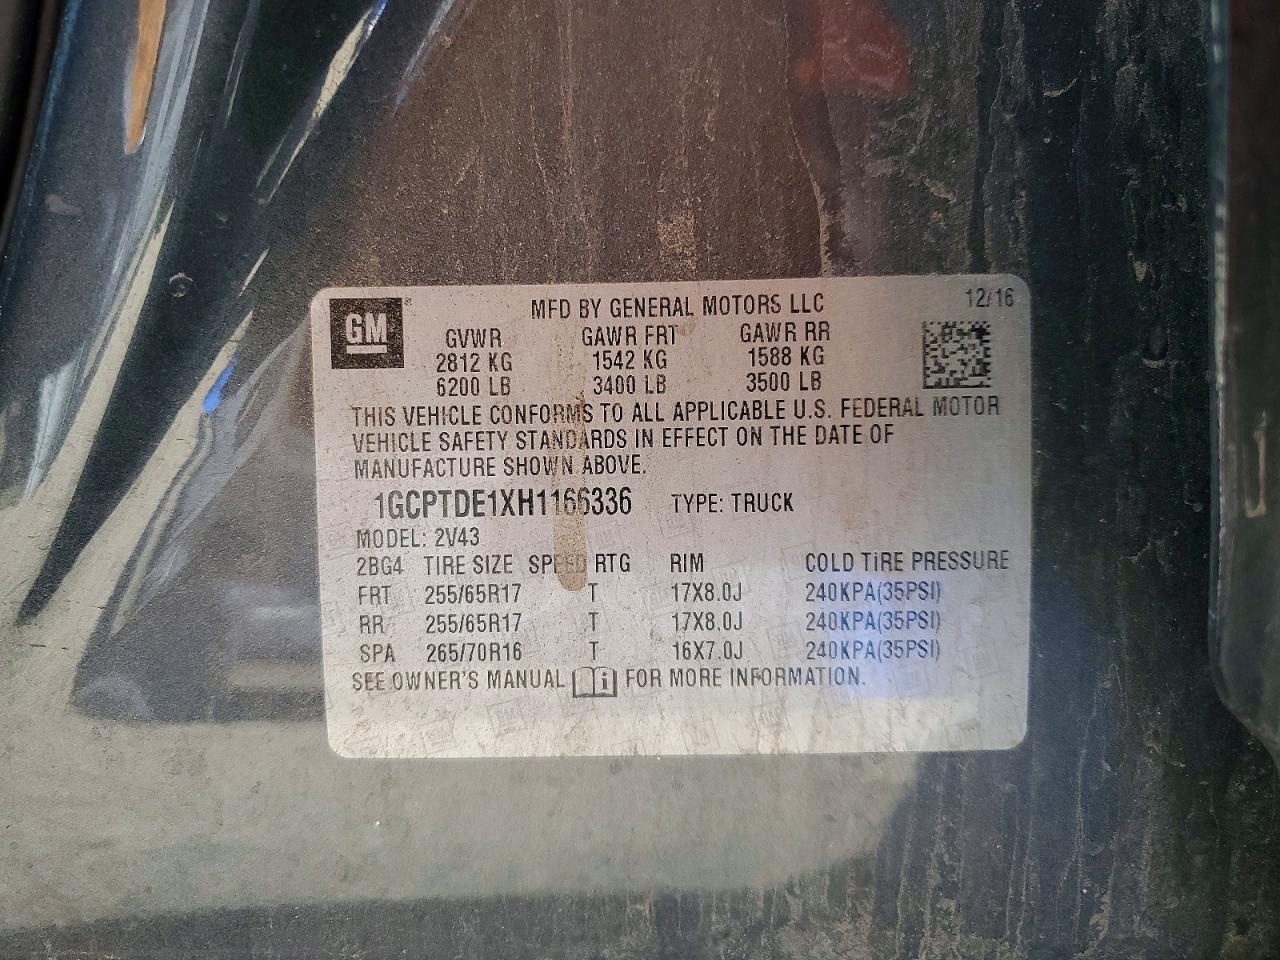 GM
MFD BY GENERAL MOTORS LLC 12/16
GVWR GAWR FRT GAWR RR
2812 KG 1542 KG 1588 KG
6200 LB 3400 LB 3500 LB
THIS VEHICLE CONFORMS TO ALL APPLICABLE U.S. FEDERAL MOTOR
VEHICLE SAFETY STANDARDS IN EFFECT ON THE DATE OF
MANUFACTURE SHOWN ABOVE.
1GCPTDE1XH1166336 TYPE: TRUCK
MODEL: 2V43
2BG4 TIRE SIZE SPEED RTG RIM COLD TIRE PRESSURE
FRT 255/65R17 T 17X8.0J 240KPA(35PSI)
RR 255/65R17 T 17X8.0J 240KPA(35PSI)
SPA 265/70R16 T 16X7.0J 240KPA(35PSI)
SEE OWNER'S MANUAL i FOR MORE INFORMATION.